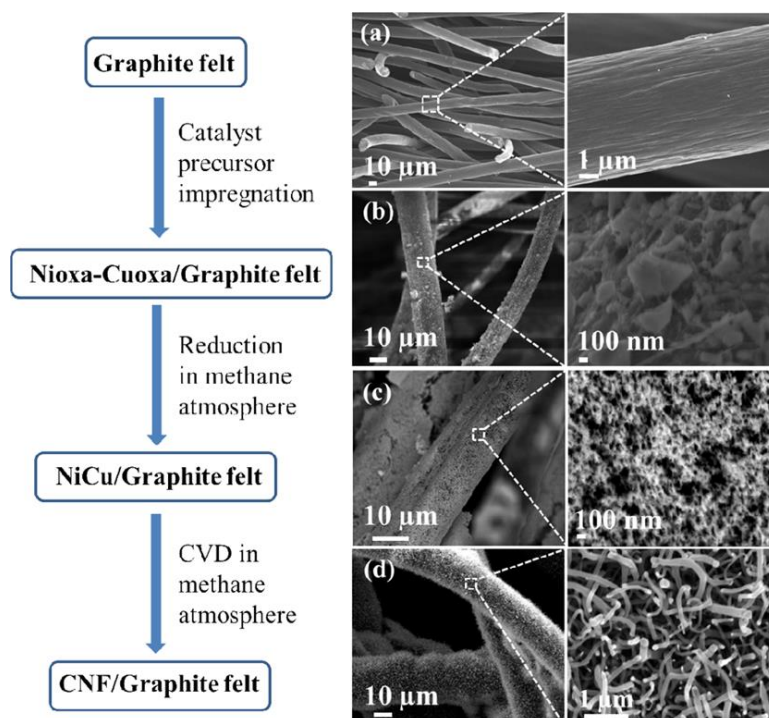 Graphite felt
Catalyst
precursor
impregnation
Nioxa-Cuoxa/Graphite felt
Reduction
in methane
atmosphere
NiCu/Graphite felt
CVD in
methane
atmosphere
CNF/Graphite felt
(a)
10 µm
1 µm
(b)
10 µm
100 nm
(c)
10 µm
100 nm
(d)
10 µm
1 µm